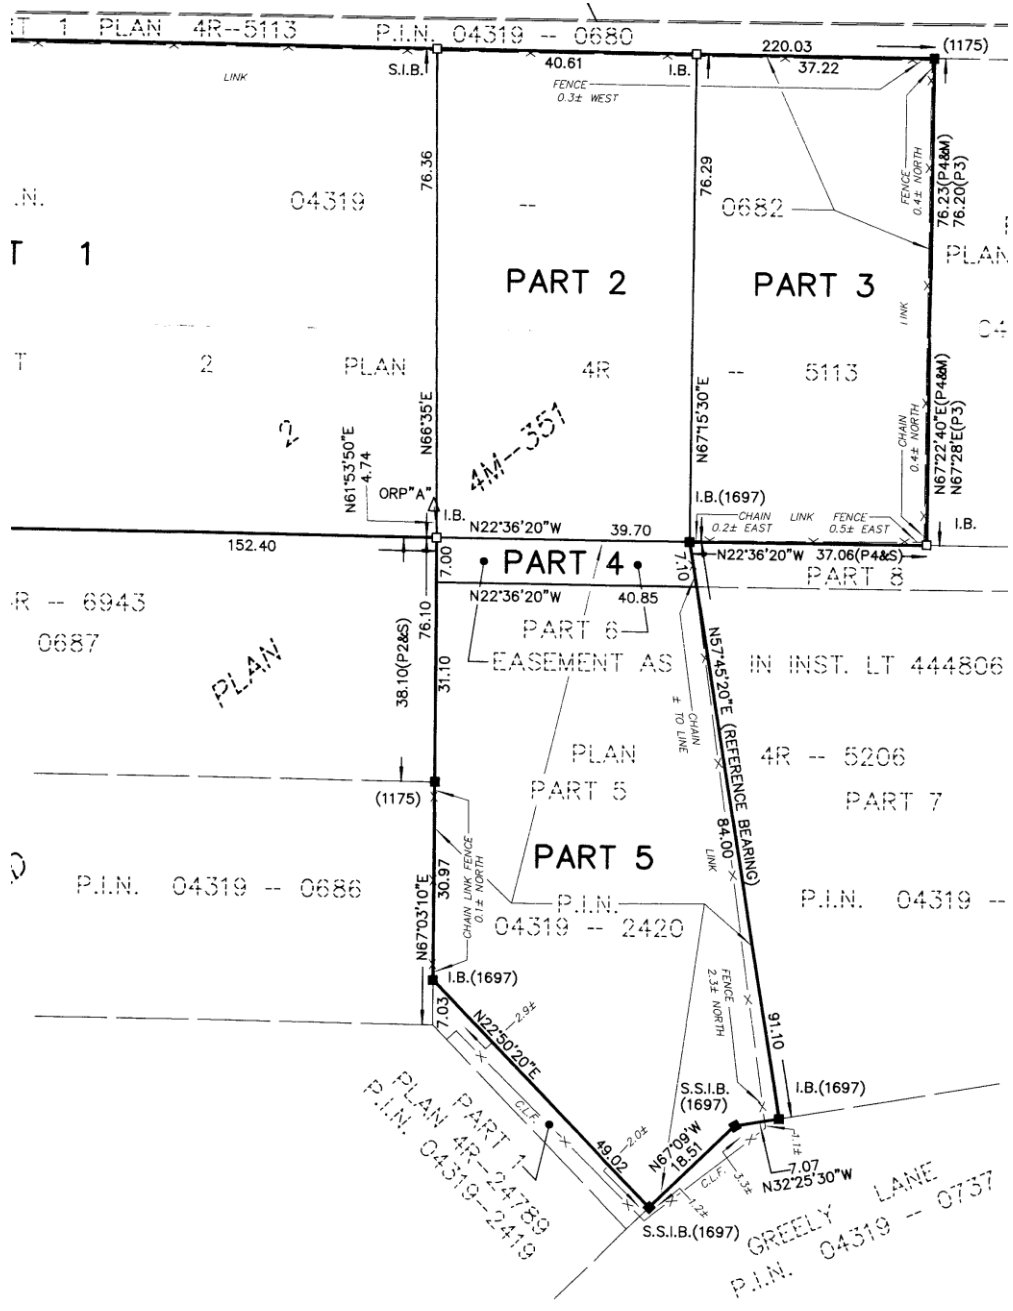 T 1 PLAN 4R--5113 P.I.N. 04319 -- 0680
220.03
(1175)
S.I.B.
40.61
I.B.
37.22
LINK
FENCE
0.3± WEST
76.36
76.29
FENCE
0.4± NORTH
76.23(P4&M)
76.20(P3)
.N. 04319 -- 0682
T 1
PART 2
PART 3
PLAN
LINK
04
T 2 PLAN 4R -- 5113
2
4M--351
N66°35'E
N67°15'30"E
CHAIN
0.4± NORTH
N67°22'40"E(P4&M)
N67°28'E(P3)
N61°53'50"E
4.74
ORP"A"
I.B.
I.B.(1697)
CHAIN LINK FENCE
0.2± EAST 0.5± EAST
I.B.
N22°36'20"W 39.70
152.40
N22°36'20"W 37.06(P4&S)
7.00
PART 4
7.10
PART 8
N22°36'20"W 40.85
R -- 6943
0687
PLAN
38.10(P2&S)
76.10
31.10
PART 6
EASEMENT AS IN INST. LT 444806
N57°45'20"E (REFERENCE BEARING)
CHAIN
± TO LINE
PLAN 4R -- 5206
PART 5
PART 7
(1175)
84.00
LINK
PART 5
CHAIN LINK FENCE
0.1± NORTH
30.97
N67°03'10"E
P.I.N. 04319 -- 0686
P.I.N.
04319 -- 2420
P.I.N. 04319 --
I.B.(1697)
FENCE
2.3± NORTH
7.03
N22°50'20"E
2.9±
91.10
S.S.I.B.
(1697)
I.B.(1697)
C.L.F.
PART 1
PLAN 4R--24789
P.I.N. 04319--2419
49.02
2.0±
N67°09'W
18.51
1.1±
7.07
N32°25'30"W
C.L.F.
3.3±
1.2±
S.S.I.B.(1697)
GREELY LANE
P.I.N. 04319 -- 0737